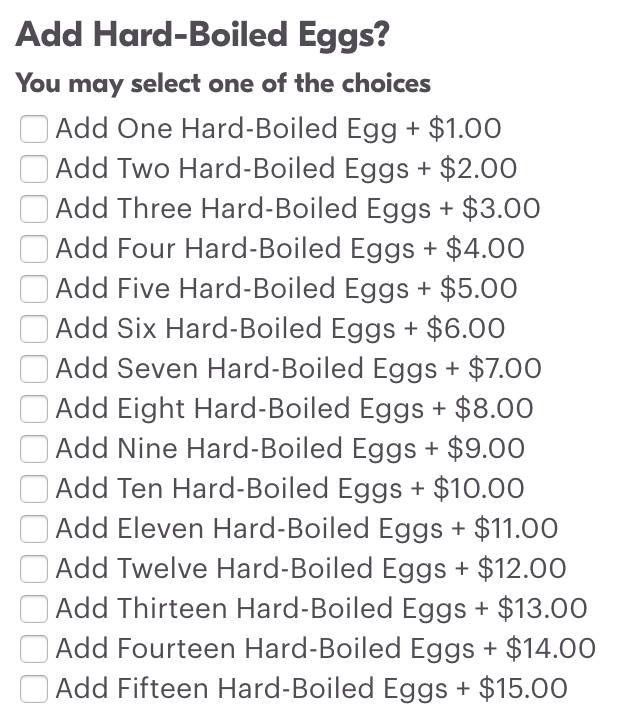 Add Hard-Boiled Eggs?
You may select one of the choices
Add One Hard-Boiled Egg + $1.00
Add Two Hard-Boiled Eggs + $2.00
Add Three Hard-Boiled Eggs + $3.00
Add Four Hard-Boiled Eggs + $4.00
Add Five Hard-Boiled Eggs + $5.00
Add Six Hard-Boiled Eggs + $6.00
Add Seven Hard-Boiled Eggs + $7.00
Add Eight Hard-Boiled Eggs + $8.00
Add Nine Hard-Boiled Eggs + $9.00
Add Ten Hard-Boiled Eggs + $10.00
Add Eleven Hard-Boiled Eggs + $11.00
Add Twelve Hard-Boiled Eggs + $12.00
Add Thirteen Hard-Boiled Eggs + $13.00
Add Fourteen Hard-Boiled Eggs + $14.00
Add Fifteen Hard-Boiled Eggs + $15.00